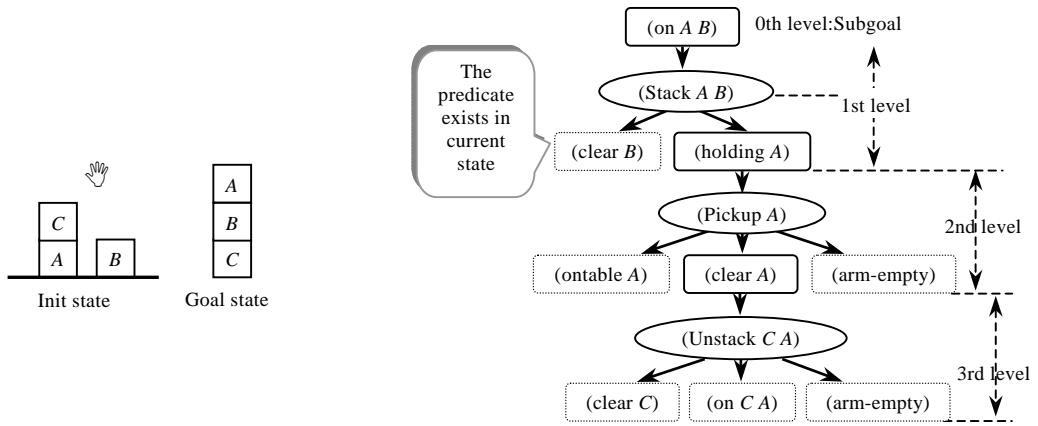 C
A
B
Init state
A
B
C
Goal state
The
predicate
exists in
current
state
(on A B)
0th level:Subgoal
(Stack A B)
1st level
(clear B)
(holding A)
(Pickup A)
2nd level
(ontable A)
(clear A)
(arm-empty)
(Unstack C A)
3rd level
(clear C)
(on C A)
(arm-empty)